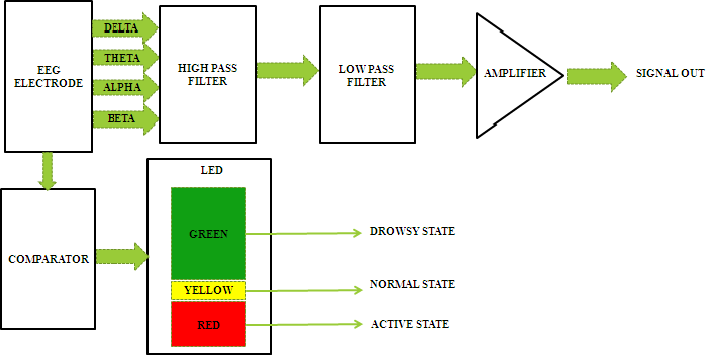 EEG
ELECTRODE
DELTA
THETA
ALPHA
BETA
HIGH PASS
FILTER
LOW PASS
FILTER
AMPLIFIER
SIGNAL OUT
COMPARATOR
LED
GREEN
DROWSY STATE
YELLOW
NORMAL STATE
RED
ACTIVE STATE